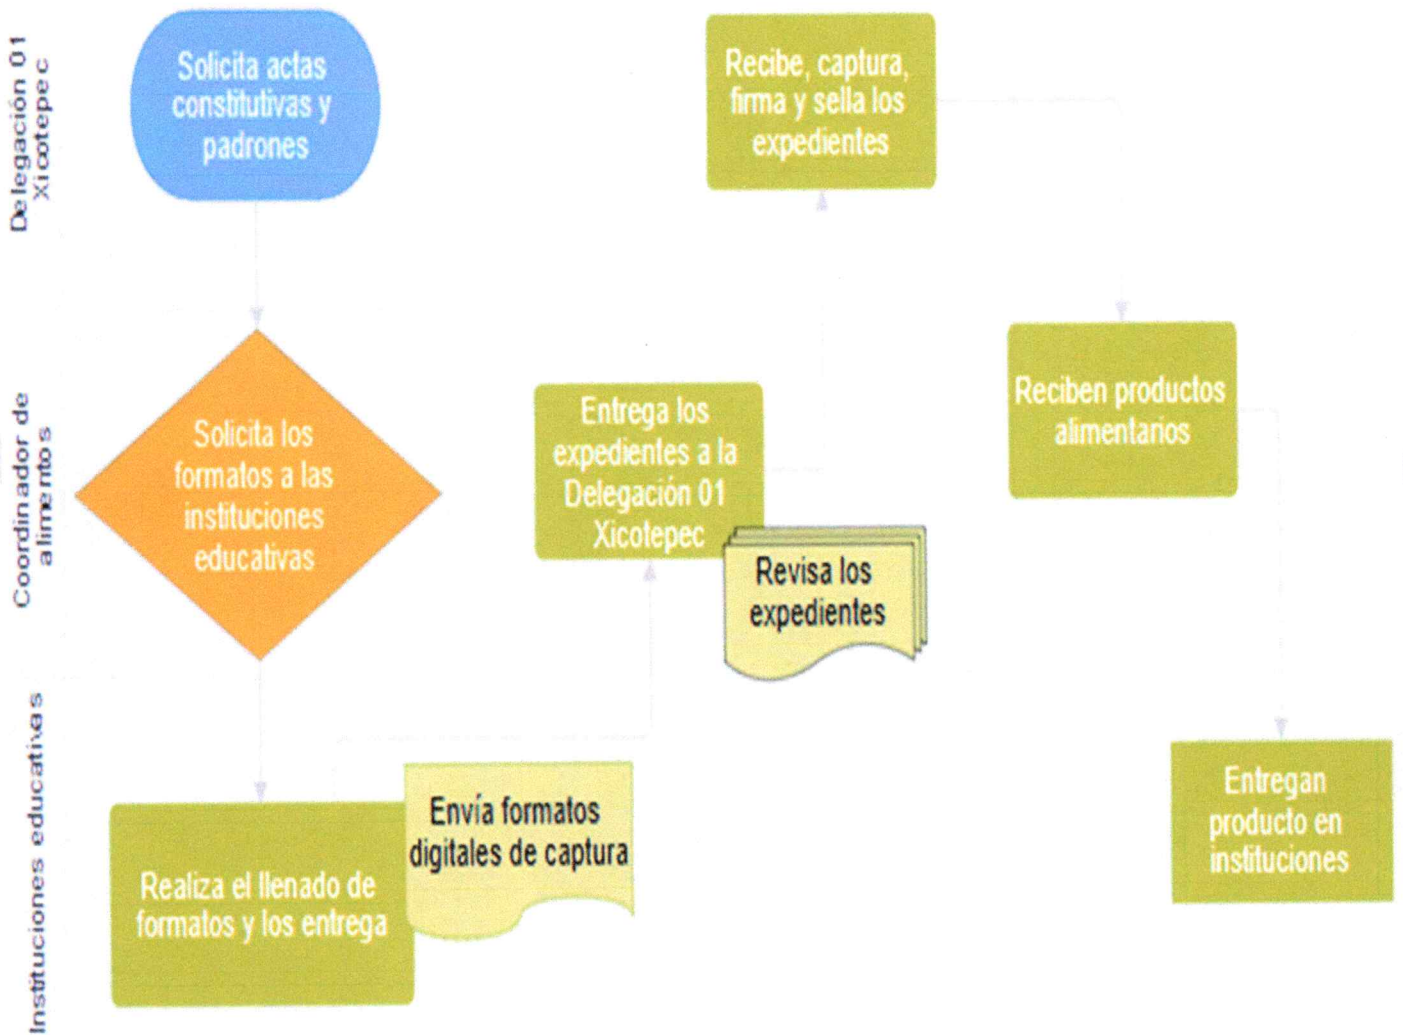 Delegación 01
Xicotepec
Solicita actas
constitutivas y
padrones
Recibe, captura,
firma y sella los
expedientes
Coordinador de
alimentos
Solicita los
formatos a las
instituciones
educativas
Entrega los
expedientes a la
Delegación 01
Xicotepec
Revisa los
expedientes
Reciben productos
alimentarios
Instituciones educativas
Realiza el llenado de
formatos y los entrega
Envía formatos
digitales de captura
Entregan
producto en
instituciones